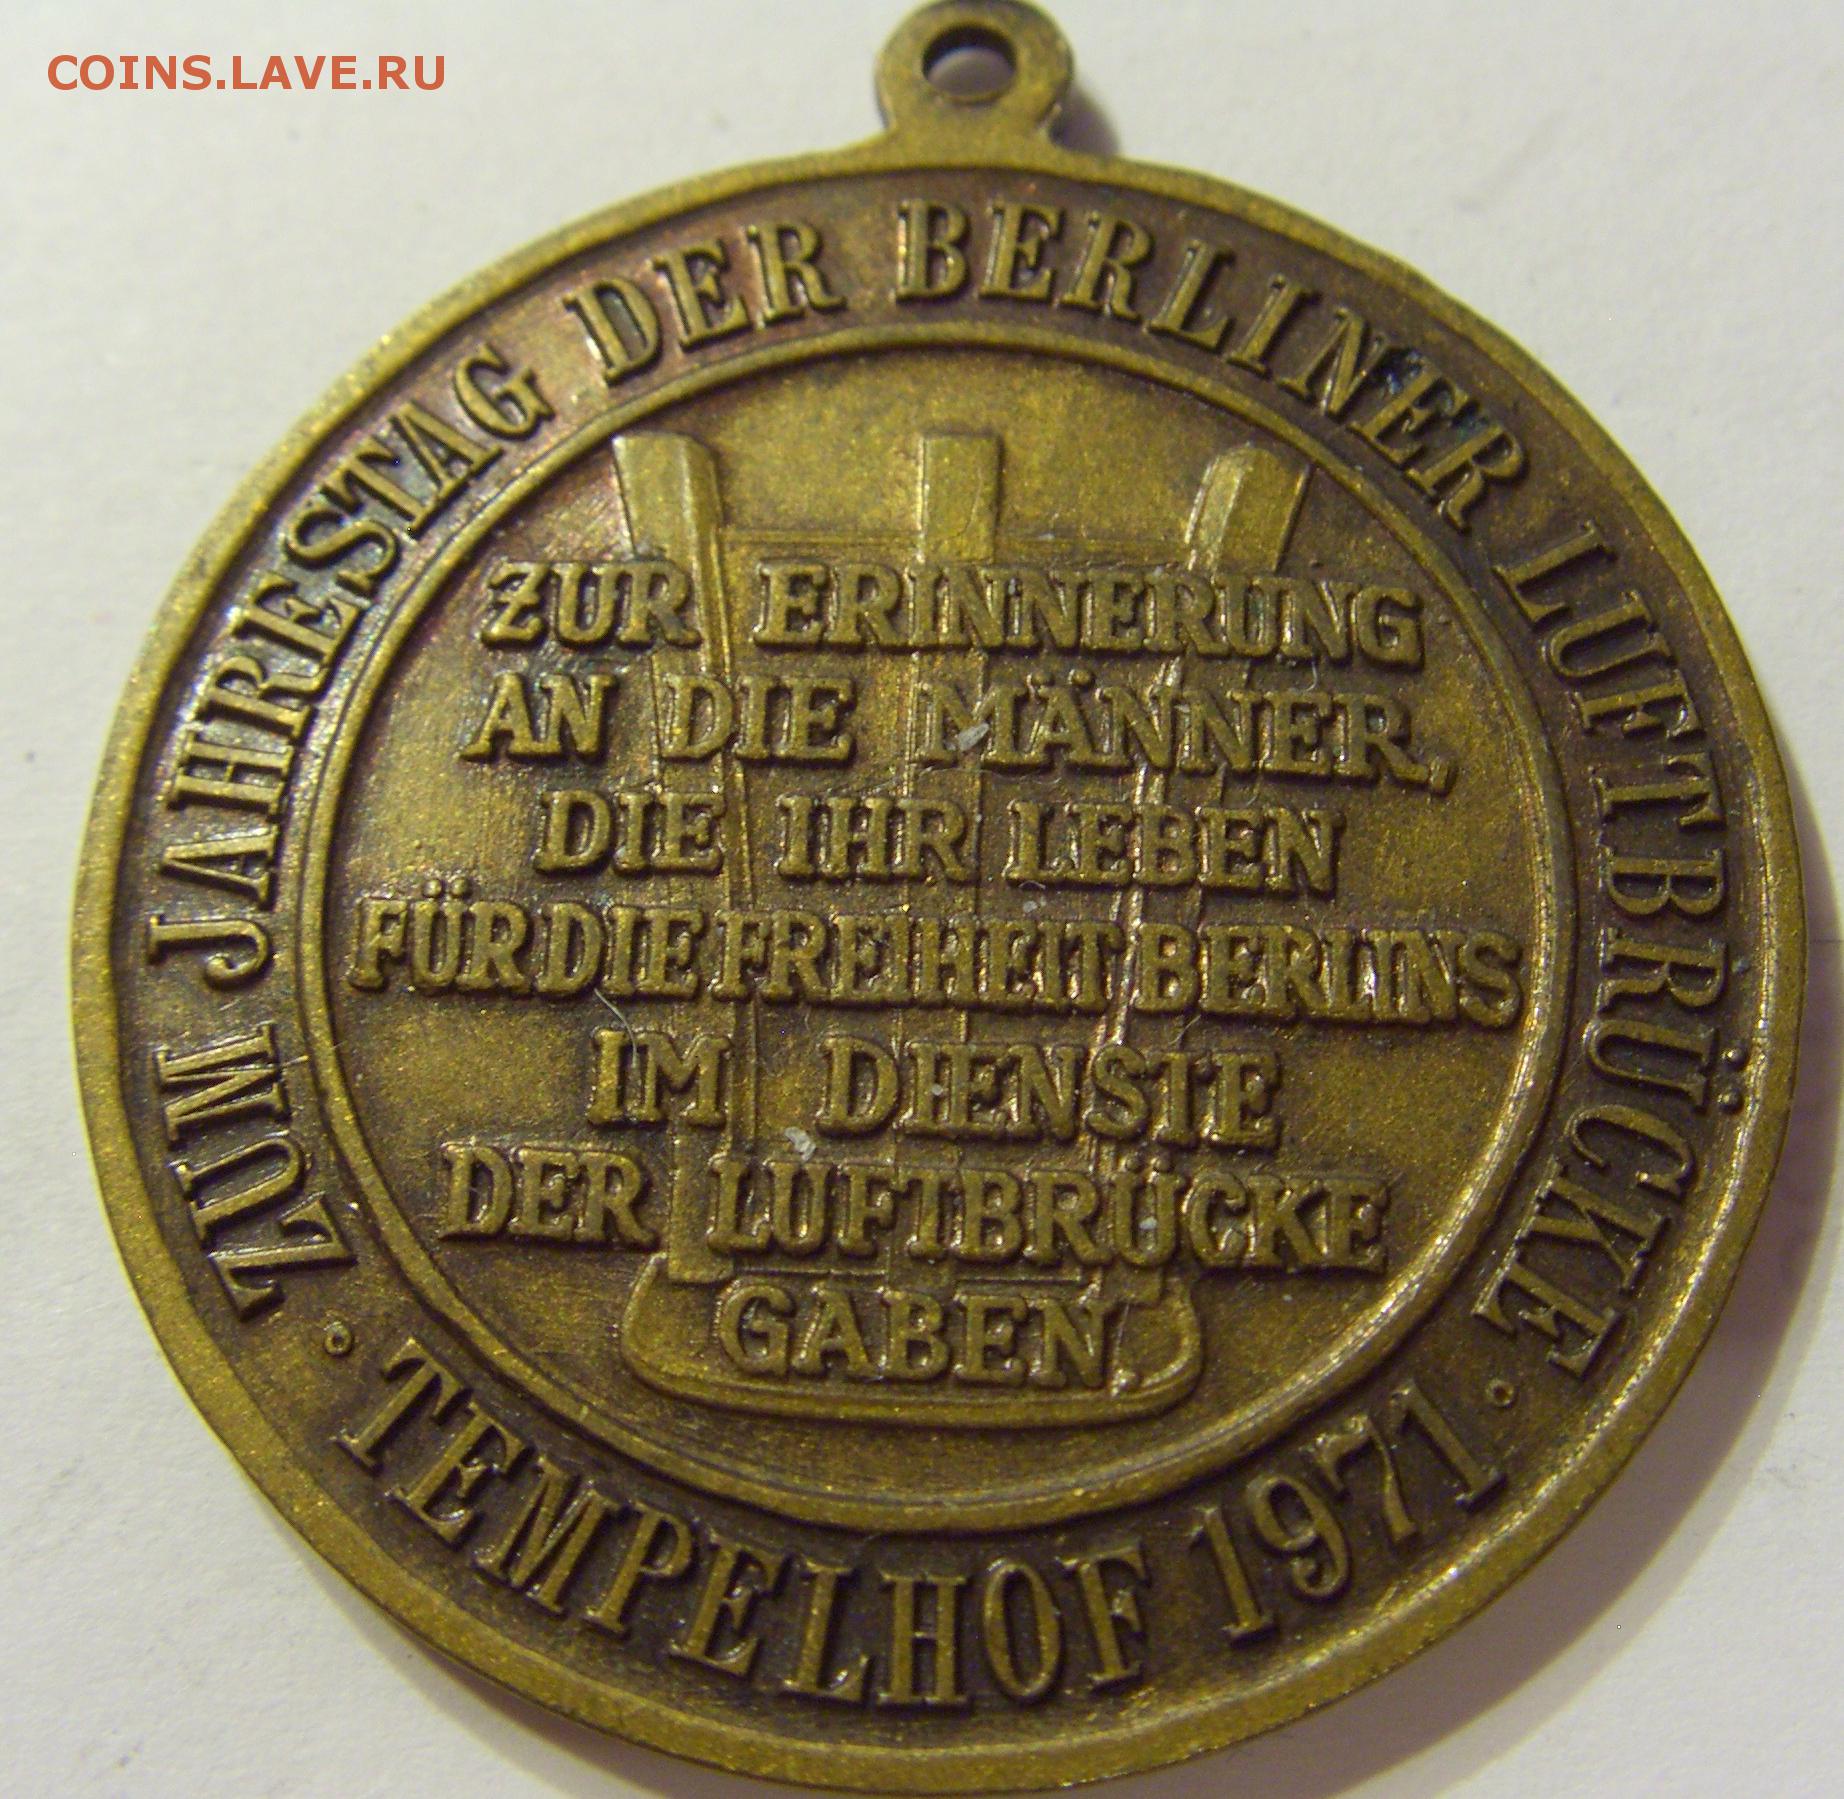 COINS.LAVE.RU
ZUM JAHRESTAG DER BERLINER LUFTBRÜCKE
ZUR ERINNERUNG
AN DIE MÄNNER,
DIE IHR LEBEN
FÜR DIE FREIHEIT BERLINS
IM DIENSTE
DER LUFTBRÜCKE
GABEN
· TEMPELHOF 1971 ·